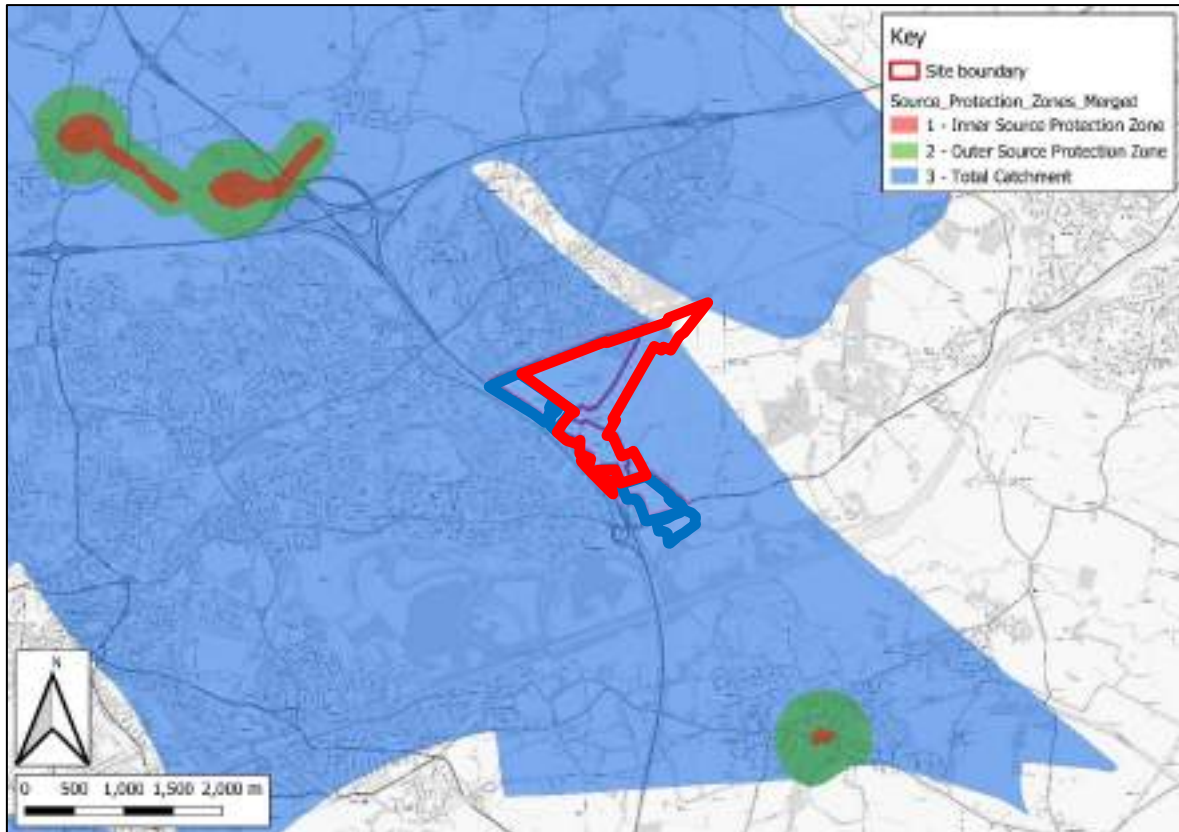 Key
Site boundary
Source_Protection_Zones_Merged
1 - Inner Source Protection Zone
2 - Outer Source Protection Zone
3 - Total Catchment
N
0 500 1,000 1,500 2,000 m